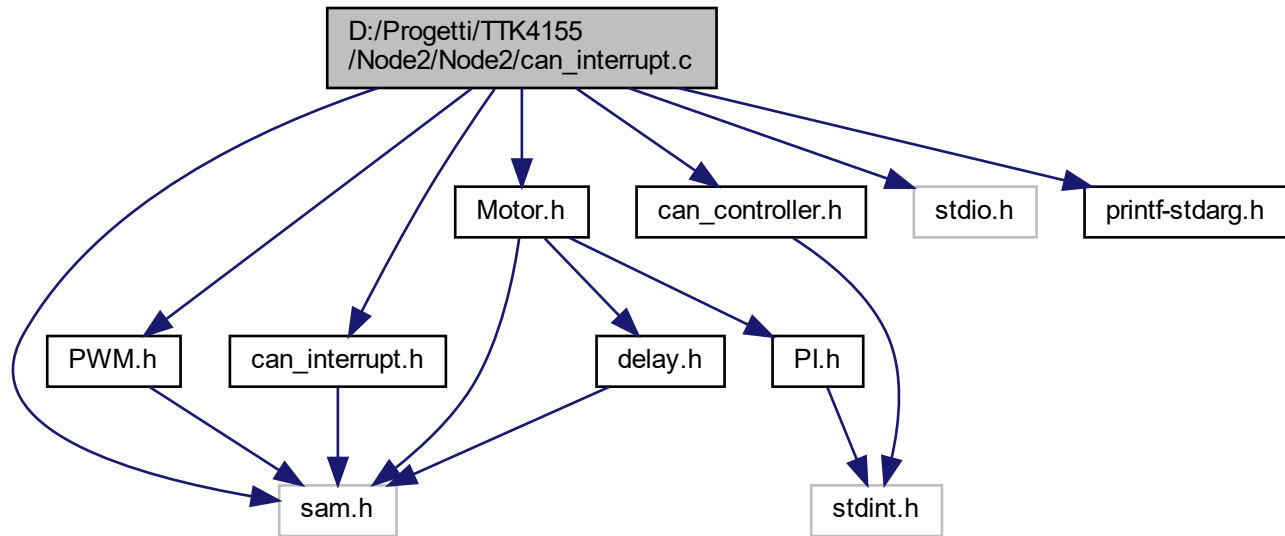 D:/Progetti/TTK4155
/Node2/Node2/can_interrupt.c
Motor.h
can_controller.h
stdio.h
printf-stdarg.h
PWM.h
can_interrupt.h
delay.h
PI.h
sam.h
stdint.h